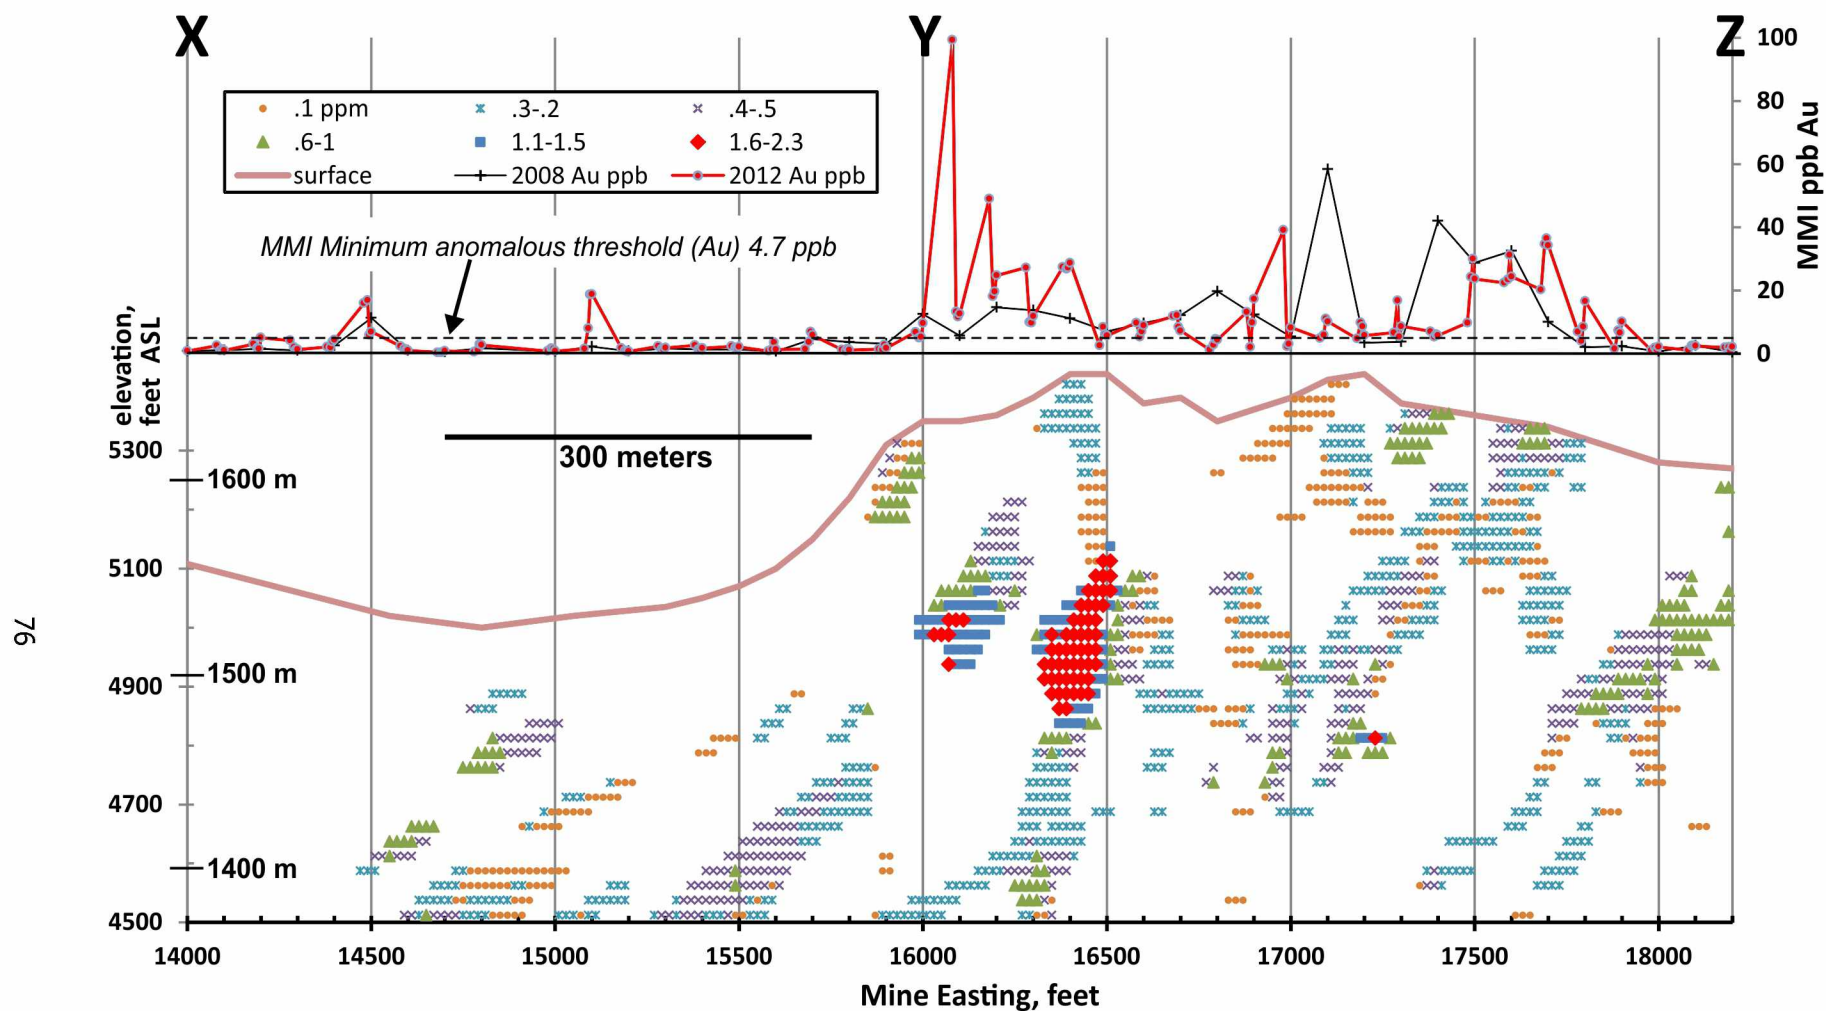 X Y Z
100
80
60
40
20
0
MMI ppb Au
.1 ppm .3-.2 .4-.5
.6-1 1.1-1.5 1.6-2.3
surface 2008 Au ppb 2012 Au ppb
MMI Minimum anomalous threshold (Au) 4.7 ppb
elevation,
feet ASL
300 meters
5300
1600 m
5100
1500 m
4900
4700
1400 m
4500
14000 14500 15000 15500 16000 16500 17000 17500 18000
Mine Easting, feet
76